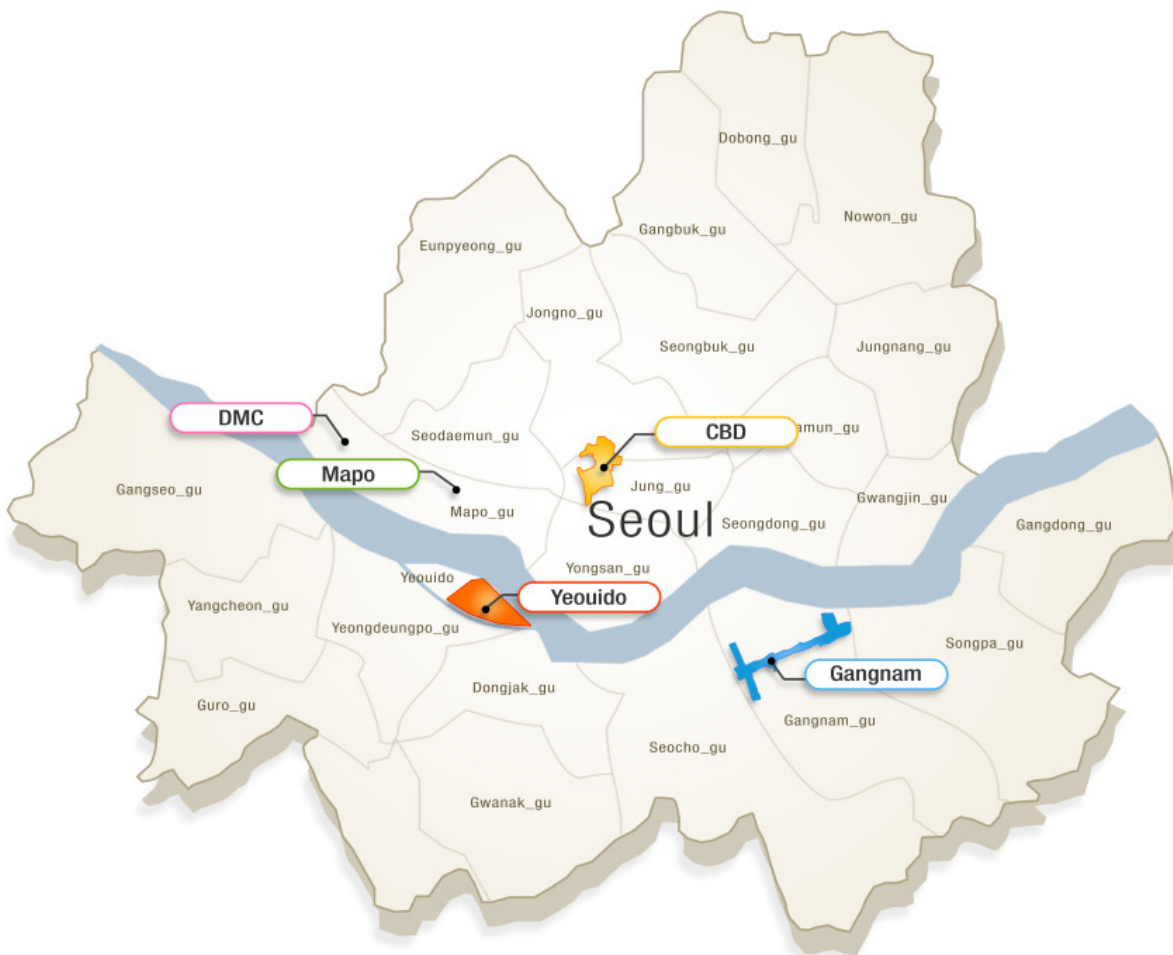 Dobong_gu
Nowon_gu
Gangbuk_gu
Eunpyeong_gu
Jongno_gu
Seongbuk_gu
Jungnang_gu
DMC
CBD
amun_gu
Seodaemun_gu
Mapo
Jung_gu
Gangseo_gu
Mapo_gu
Seoul
Seongdong_gu
Gwangjin_gu
Gangdong_gu
Yongsan_gu
Yeouido
Yeouido
Yangcheon_gu
Yeongdeungpo_gu
Songpa_gu
Gangnam
Dongjak_gu
Guro_gu
Gangnam_gu
Seocho_gu
Gwanak_gu